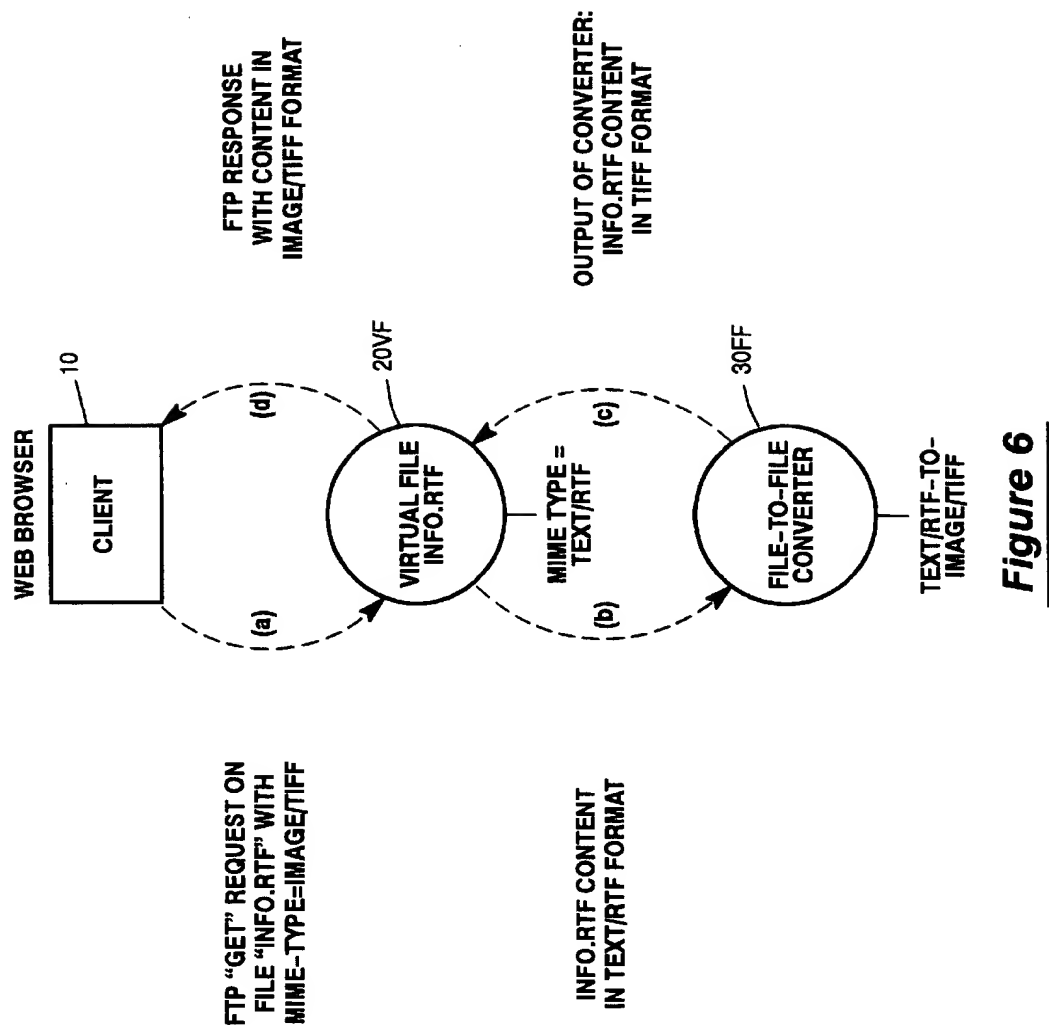 WEB BROWSER
CLIENT
10
(a)
(d)
FTP "GET" REQUEST ON
FILE "INFO.RTF" WITH
MIME-TYPE=IMAGE/TIFF
FTP RESPONSE
WITH CONTENT IN
IMAGE/TIFF FORMAT
VIRTUAL FILE
INFO.RTF
20VF
MIME TYPE =
TEXT/RTF
(b)
(c)
INFO.RTF CONTENT
IN TEXT/RTF FORMAT
OUTPUT OF CONVERTER:
INFO.RTF CONTENT
IN TIFF FORMAT
FILE-TO-FILE
CONVERTER
30FF
TEXT/RTF-TO-
IMAGE/TIFF
Figure 6